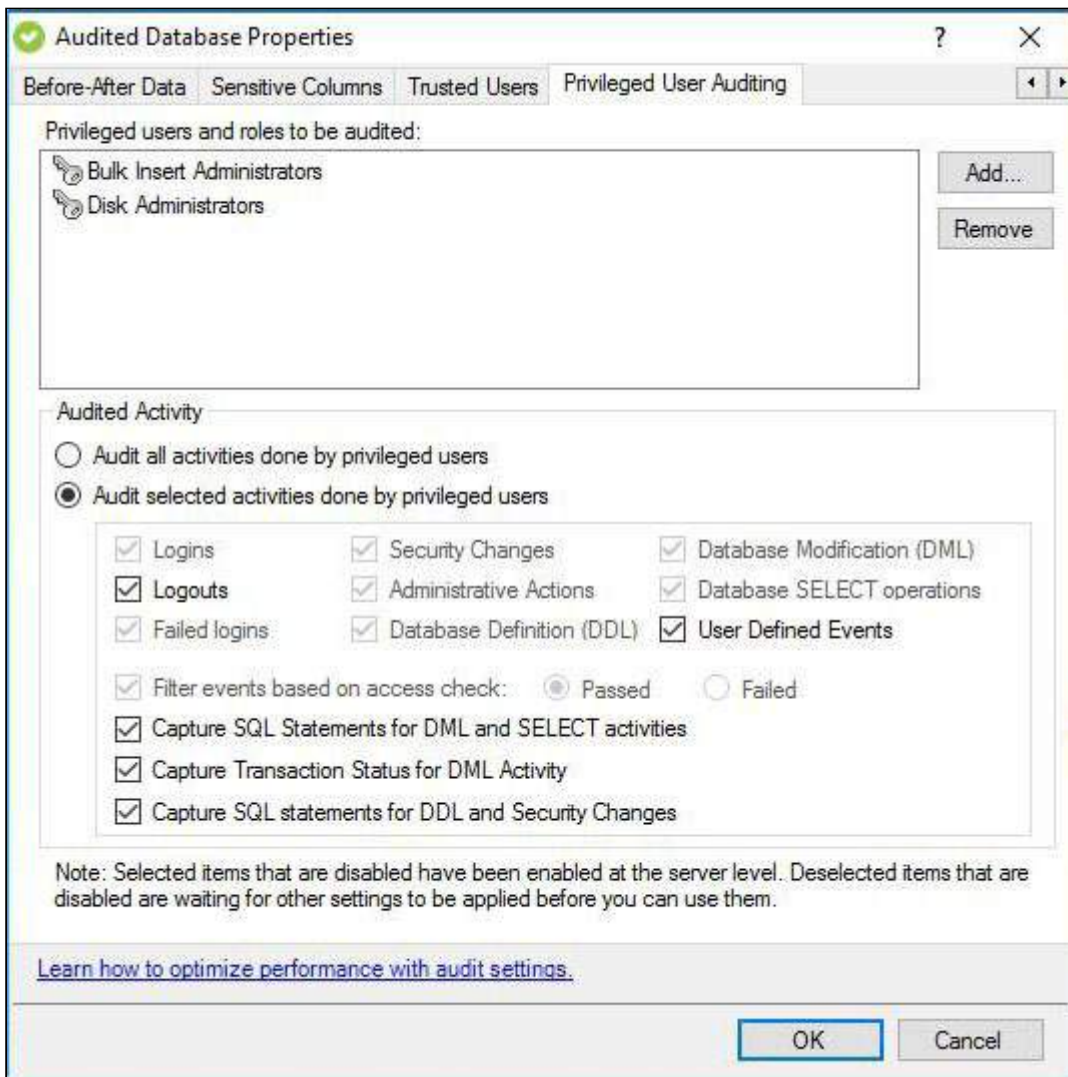 Audited Database Properties
Before-After Data Sensitive Columns Trusted Users Privileged User Auditing
Privileged users and roles to be audited:
Bulk Insert Administrators
Disk Administrators
Add...
Remove
Audited Activity
Audit all activities done by privileged users
Audit selected activities done by privileged users
Logins Security Changes Database Modification (DML)
Logouts Administrative Actions Database SELECT operations
Failed logins Database Definition (DDL) User Defined Events
Filter events based on access check: Passed Failed
Capture SQL Statements for DML and SELECT activities
Capture Transaction Status for DML Activity
Capture SQL statements for DDL and Security Changes
Note: Selected items that are disabled have been enabled at the server level. Deselected items that are
disabled are waiting for other settings to be applied before you can use them.
Learn how to optimize performance with audit settings.
OK Cancel